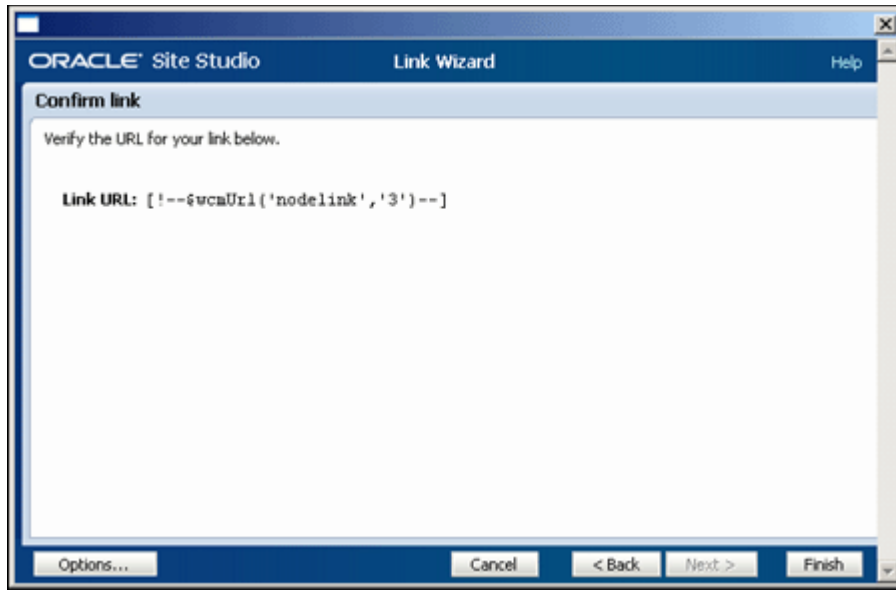 ORACLE Site Studio Link Wizard Help
Confirm link
Verify the URL for your link below.
Link URL: [!--$wcmUrl('nodelink','3')--]
Options... Cancel < Back Next > Finish